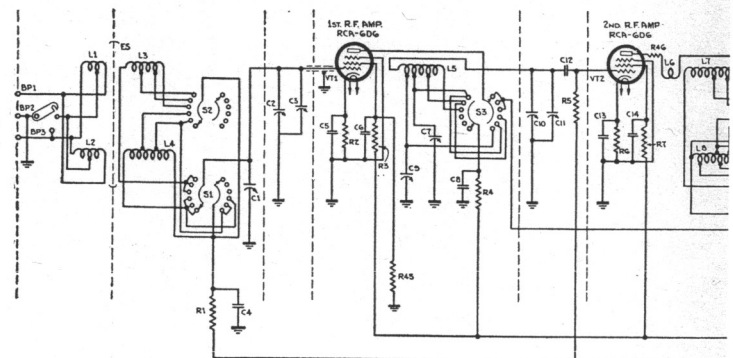 1ST. R.F. AMP.
RCA-6D6
2ND. R.F. AMP.
RCA-6D6
L1
ES
L3
L5
C12
R46
L6
L7
BP1
BP2
BP3
S2
C2
C3
VT1
VT2
R5
S3
C10
C11
C13
C14
L2
L4
C5
R2
C6
R3
C7
C9
C8
R4
R6
R7
L8
S1
C1
R45
R1
C4